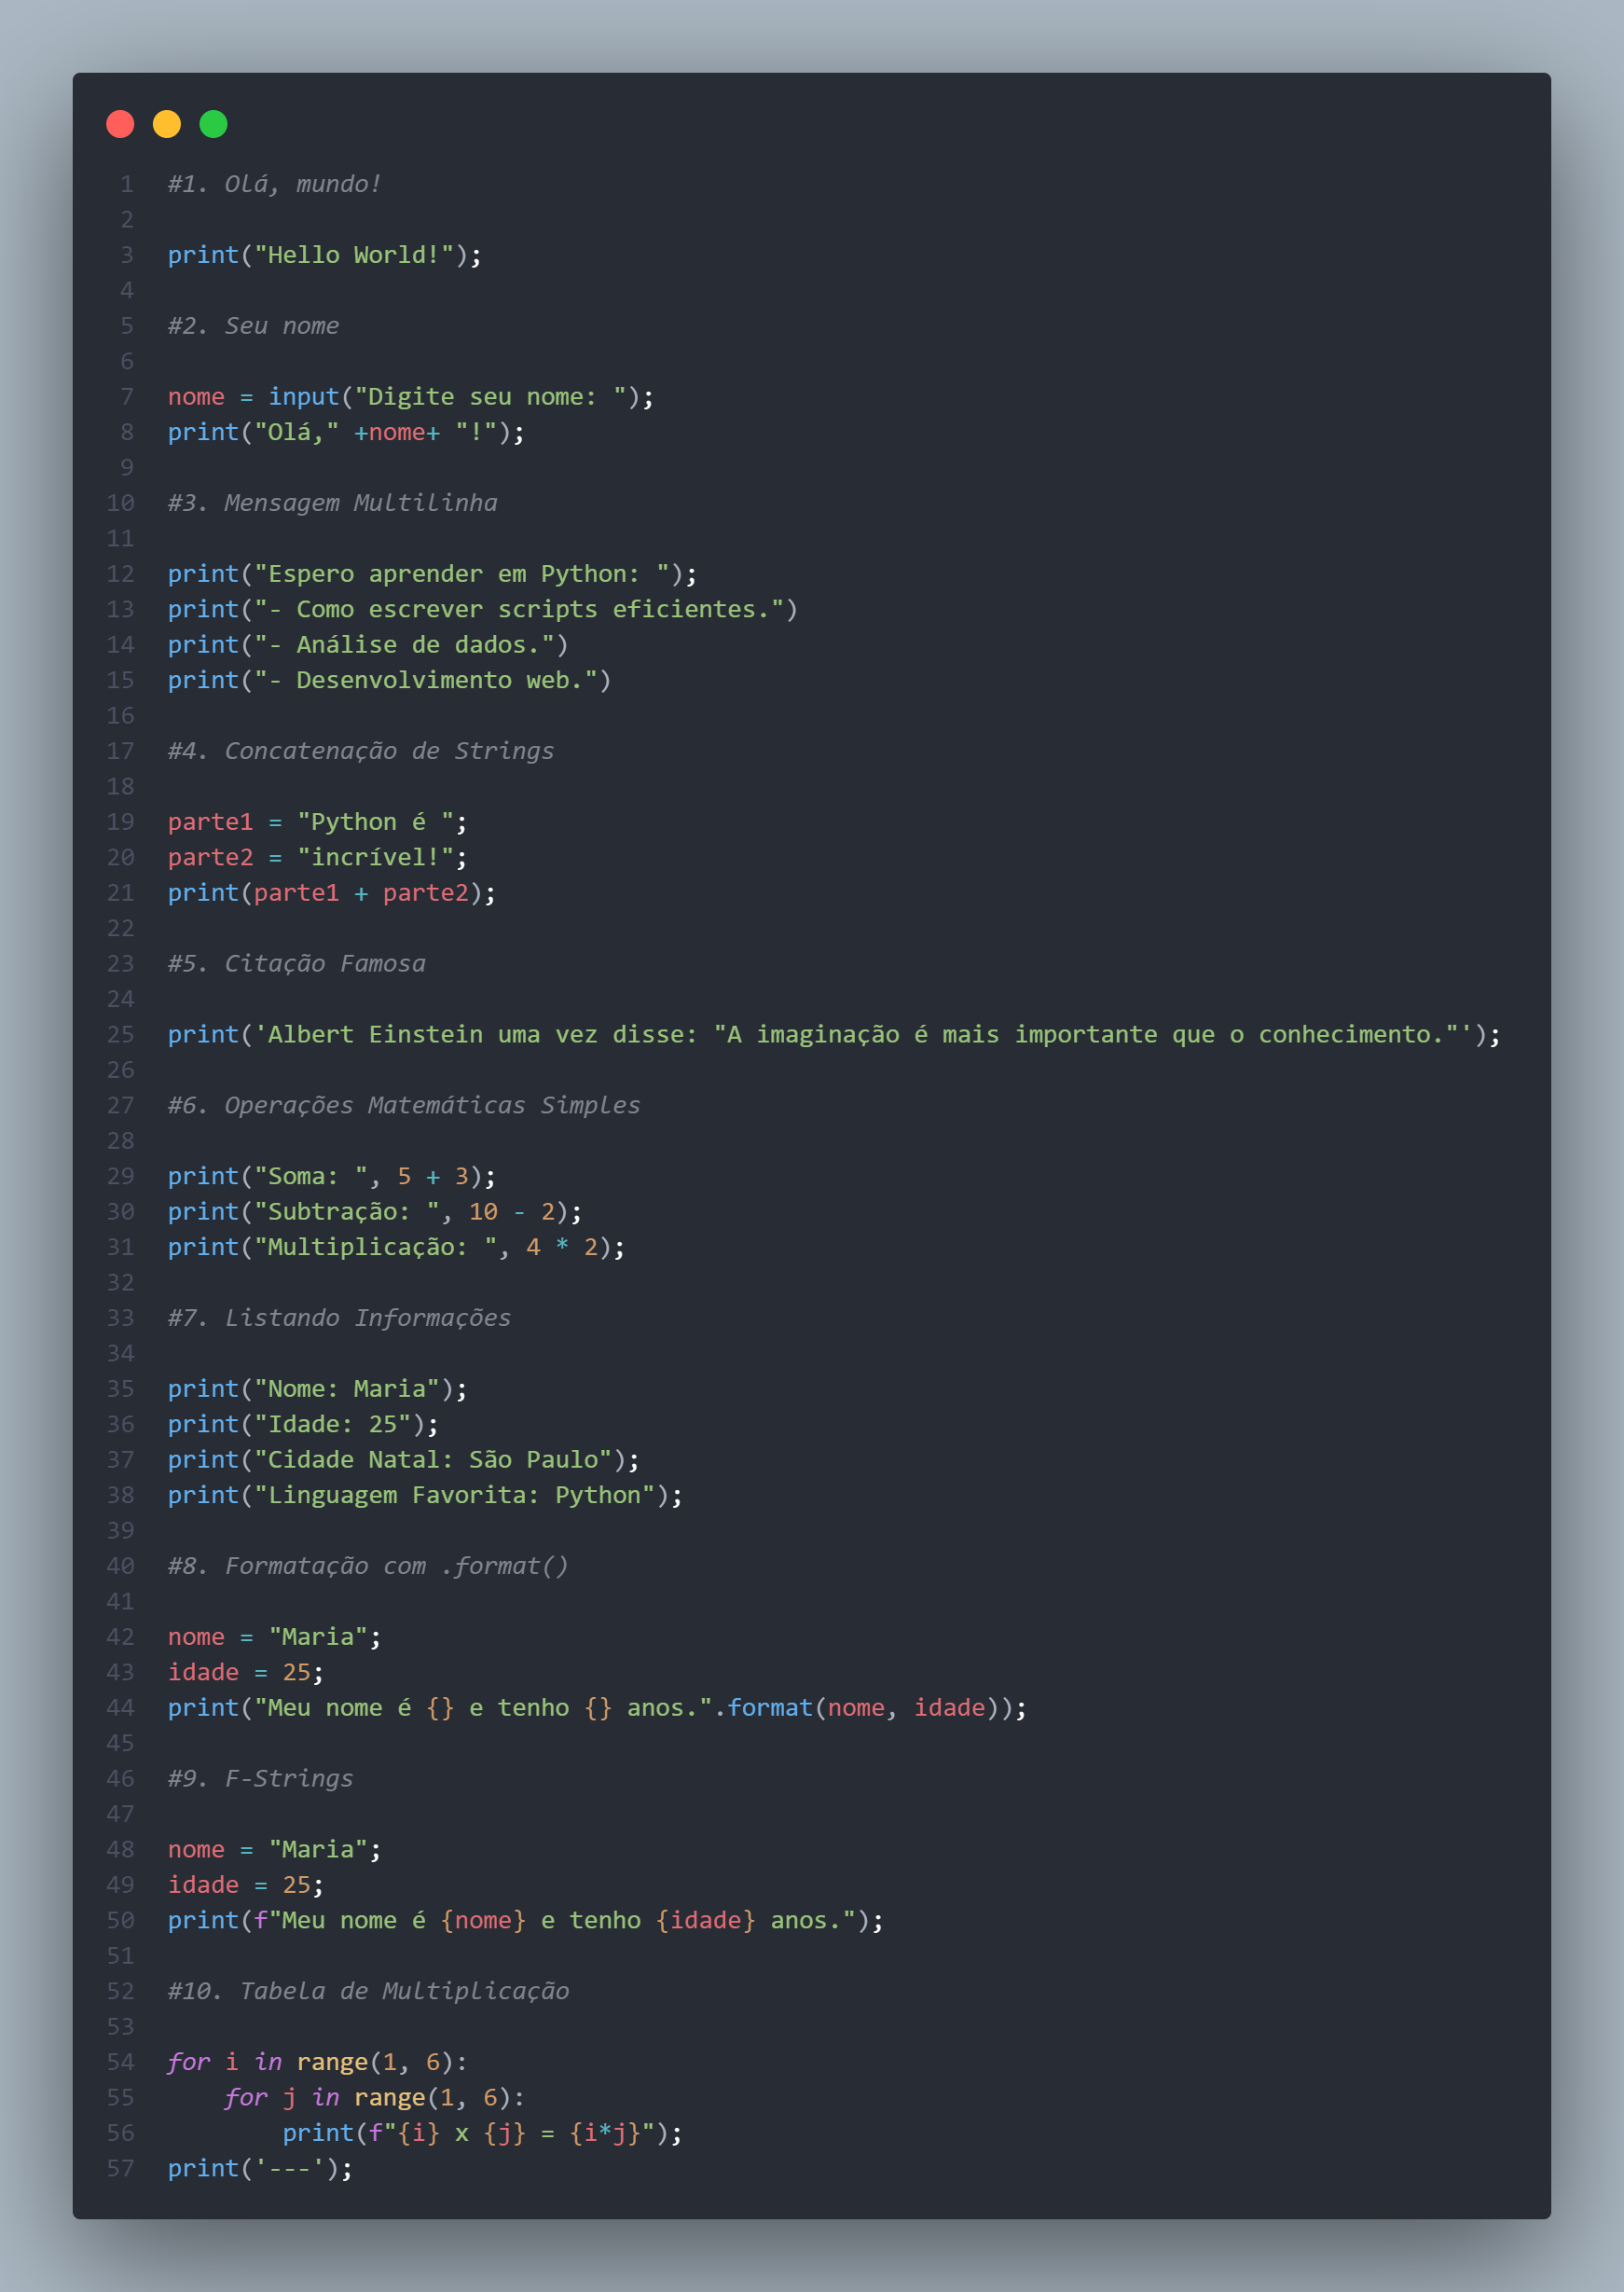 1 #1. Olá, mundo!
2
3 print("Hello World!");
4
5 #2. Seu nome
6
7 nome = input("Digite seu nome: ");
8 print("Olá," +nome+ "!");
9
10 #3. Mensagem Multilinha
11
12 print("Espero aprender em Python: ");
13 print("- Como escrever scripts eficientes.")
14 print("- Análise de dados.")
15 print("- Desenvolvimento web.")
16
17 #4. Concatenação de Strings
18
19 parte1 = "Python é ";
20 parte2 = "incrível!";
21 print(parte1 + parte2);
22
23 #5. Citação Famosa
24
25 print('Albert Einstein uma vez disse: "A imaginação é mais importante que o conhecimento."');
26
27 #6. Operações Matemáticas Simples
28
29 print("Soma: ", 5 + 3);
30 print("Subtração: ", 10 - 2);
31 print("Multiplicação: ", 4 * 2);
32
33 #7. Listando Informações
34
35 print("Nome: Maria");
36 print("Idade: 25");
37 print("Cidade Natal: São Paulo");
38 print("Linguagem Favorita: Python");
39
40 #8. Formatação com .format()
41
42 nome = "Maria";
43 idade = 25;
44 print("Meu nome é {} e tenho {} anos.".format(nome, idade));
45
46 #9. F-Strings
47
48 nome = "Maria";
49 idade = 25;
50 print(f"Meu nome é {nome} e tenho {idade} anos.");
51
52 #10. Tabela de Multiplicação
53
54 for i in range(1, 6):
55     for j in range(1, 6):
56         print(f"{i} x {j} = {i*j}");
57 print('---');